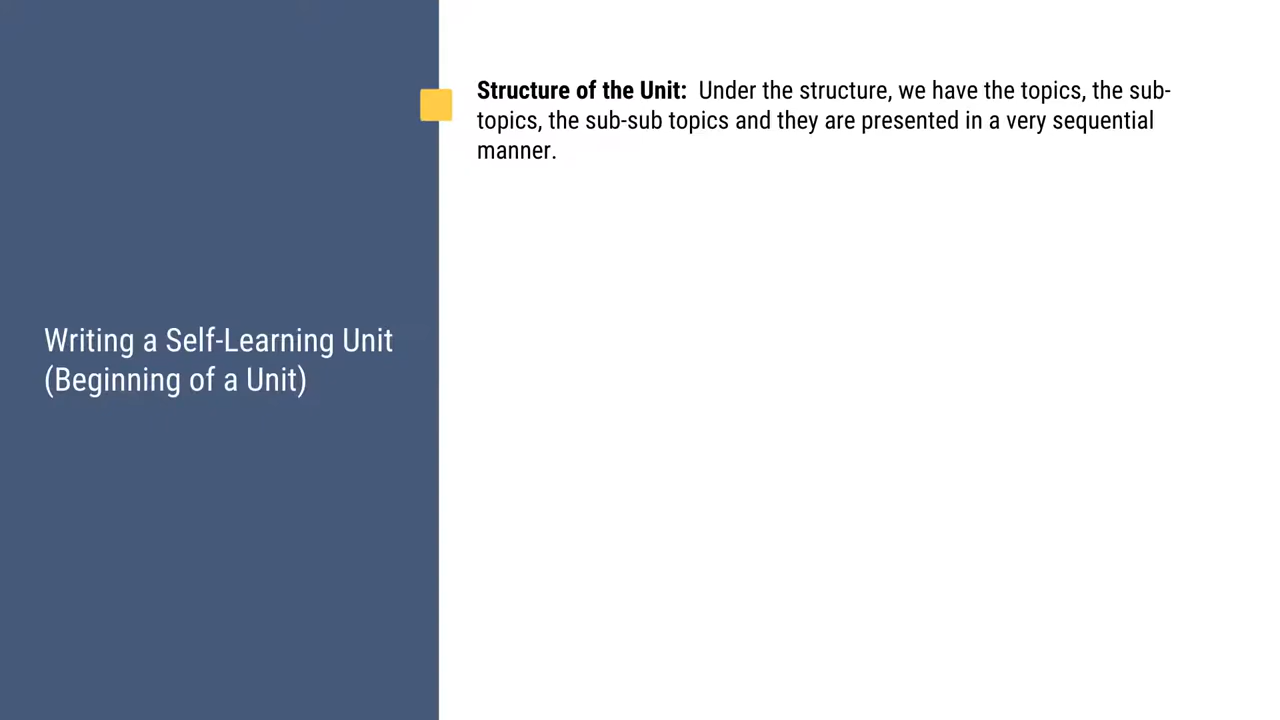 Structure of the Unit: Under the structure, we have the topics, the sub-
topics, the sub-sub topics and they are presented in a very sequential
manner.
Writing a Self-Learning Unit
(Beginning of a Unit)